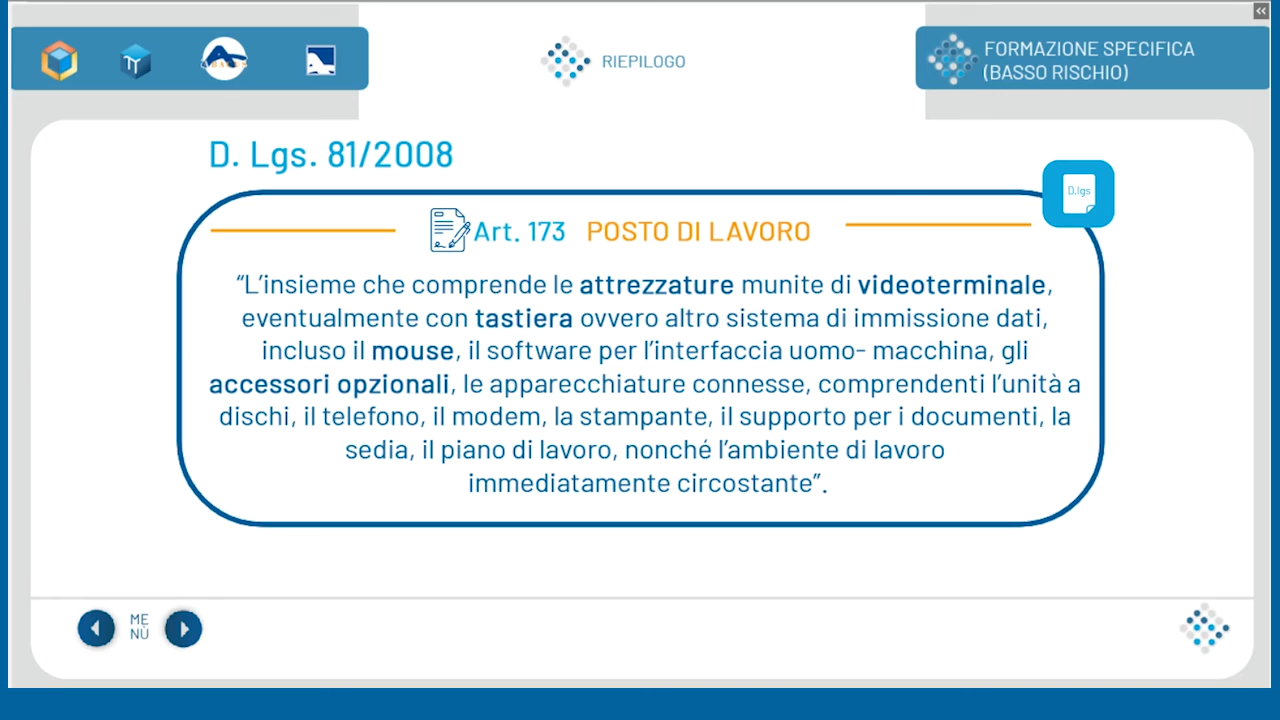 RIEPILOGO
FORMAZIONE SPECIFICA
(BASSO RISCHIO)
D. Lgs. 81/2008
D.lgs
Art. 173 POSTO DI LAVORO
“L’insieme che comprende le attrezzature munite di videoterminale,
eventualmente con tastiera ovvero altro sistema di immissione dati,
incluso il mouse, il software per l’interfaccia uomo- macchina, gli
accessori opzionali, le apparecchiature connesse, comprendenti l’unità a
dischi, il telefono, il modem, la stampante, il supporto per i documenti, la
sedia, il piano di lavoro, nonché l’ambiente di lavoro
immediatamente circostante”.
ME
NÙ